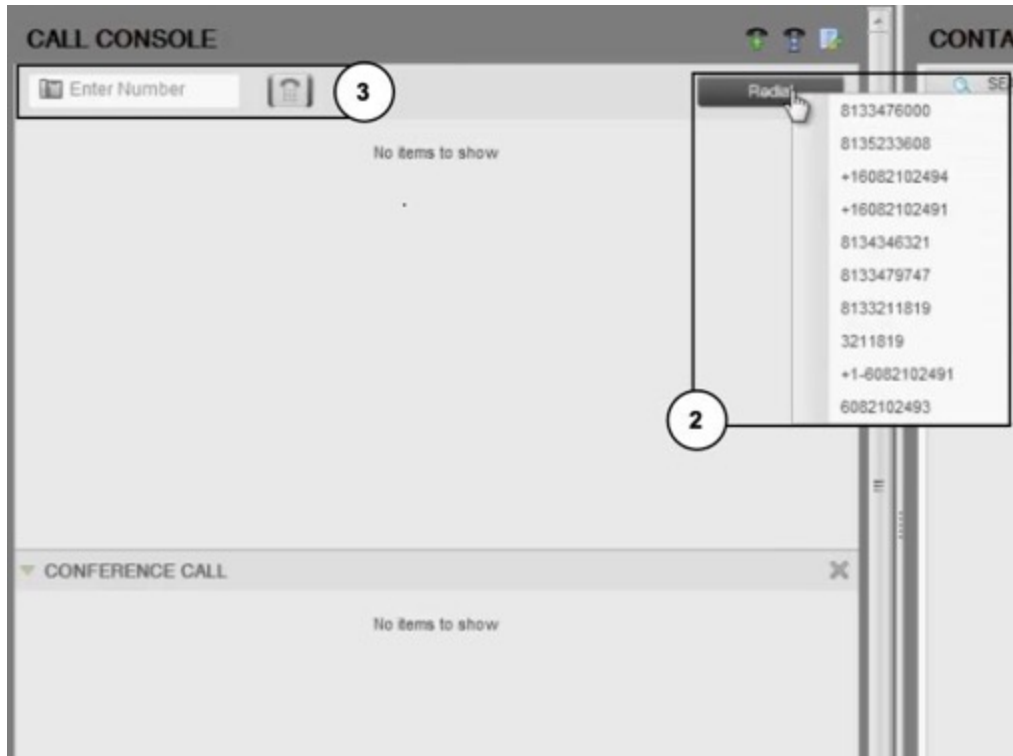 CALL CONSOLE
CONTA
Enter Number
3
Redial
SEA
8133476000
No items to show
8135233608
+16082102494
+16082102491
8134346321
8133479747
8133211819
3211819
+1-6082102491
6082102493
2
CONFERENCE CALL
No items to show